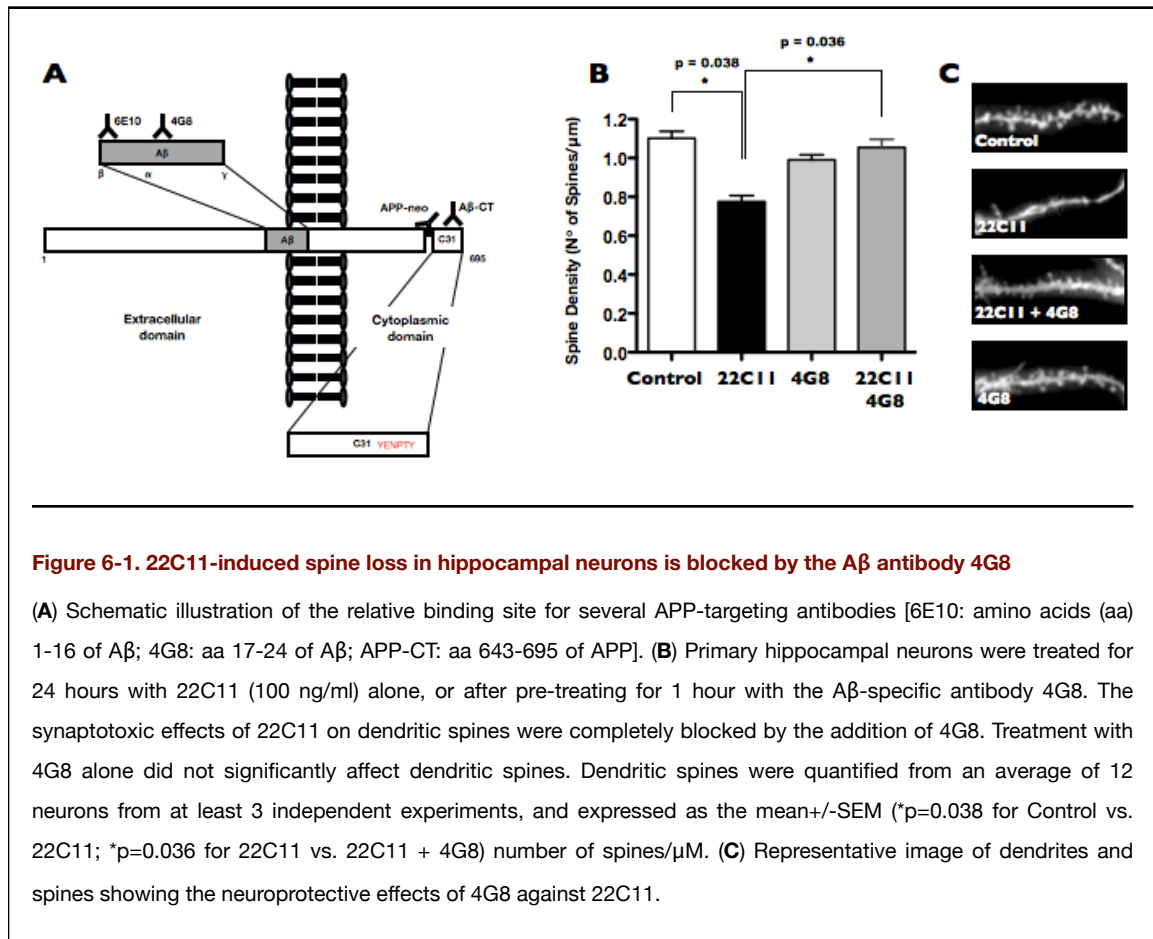 A
6E10
4G8
Aβ
β
α
γ
APP-neo
Aβ-CT
Aβ
C31
1
695
Extracellular
domain
Cytoplasmic
domain
C31 YENPTY
B
p = 0.036
*
p = 0.038
*
Spine Density (Nº of Spines/μm)
1.2
1.0
0.8
0.6
0.4
0.2
0.0
Control
22C11
4G8
22C11
4G8
C
Control
22C11
22C11 + 4G8
4G8
Figure 6-1. 22C11-induced spine loss in hippocampal neurons is blocked by the Aβ antibody 4G8
(A) Schematic illustration of the relative binding site for several APP-targeting antibodies [6E10: amino acids (aa)
1-16 of Aβ; 4G8: aa 17-24 of Aβ; APP-CT: aa 643-695 of APP]. (B) Primary hippocampal neurons were treated for
24 hours with 22C11 (100 ng/ml) alone, or after pre-treating for 1 hour with the Aβ-specific antibody 4G8. The
synaptotoxic effects of 22C11 on dendritic spines were completely blocked by the addition of 4G8. Treatment with
4G8 alone did not significantly affect dendritic spines. Dendritic spines were quantified from an average of 12
neurons from at least 3 independent experiments, and expressed as the mean+/-SEM (*p=0.038 for Control vs.
22C11; *p=0.036 for 22C11 vs. 22C11 + 4G8) number of spines/μM. (C) Representative image of dendrites and
spines showing the neuroprotective effects of 4G8 against 22C11.